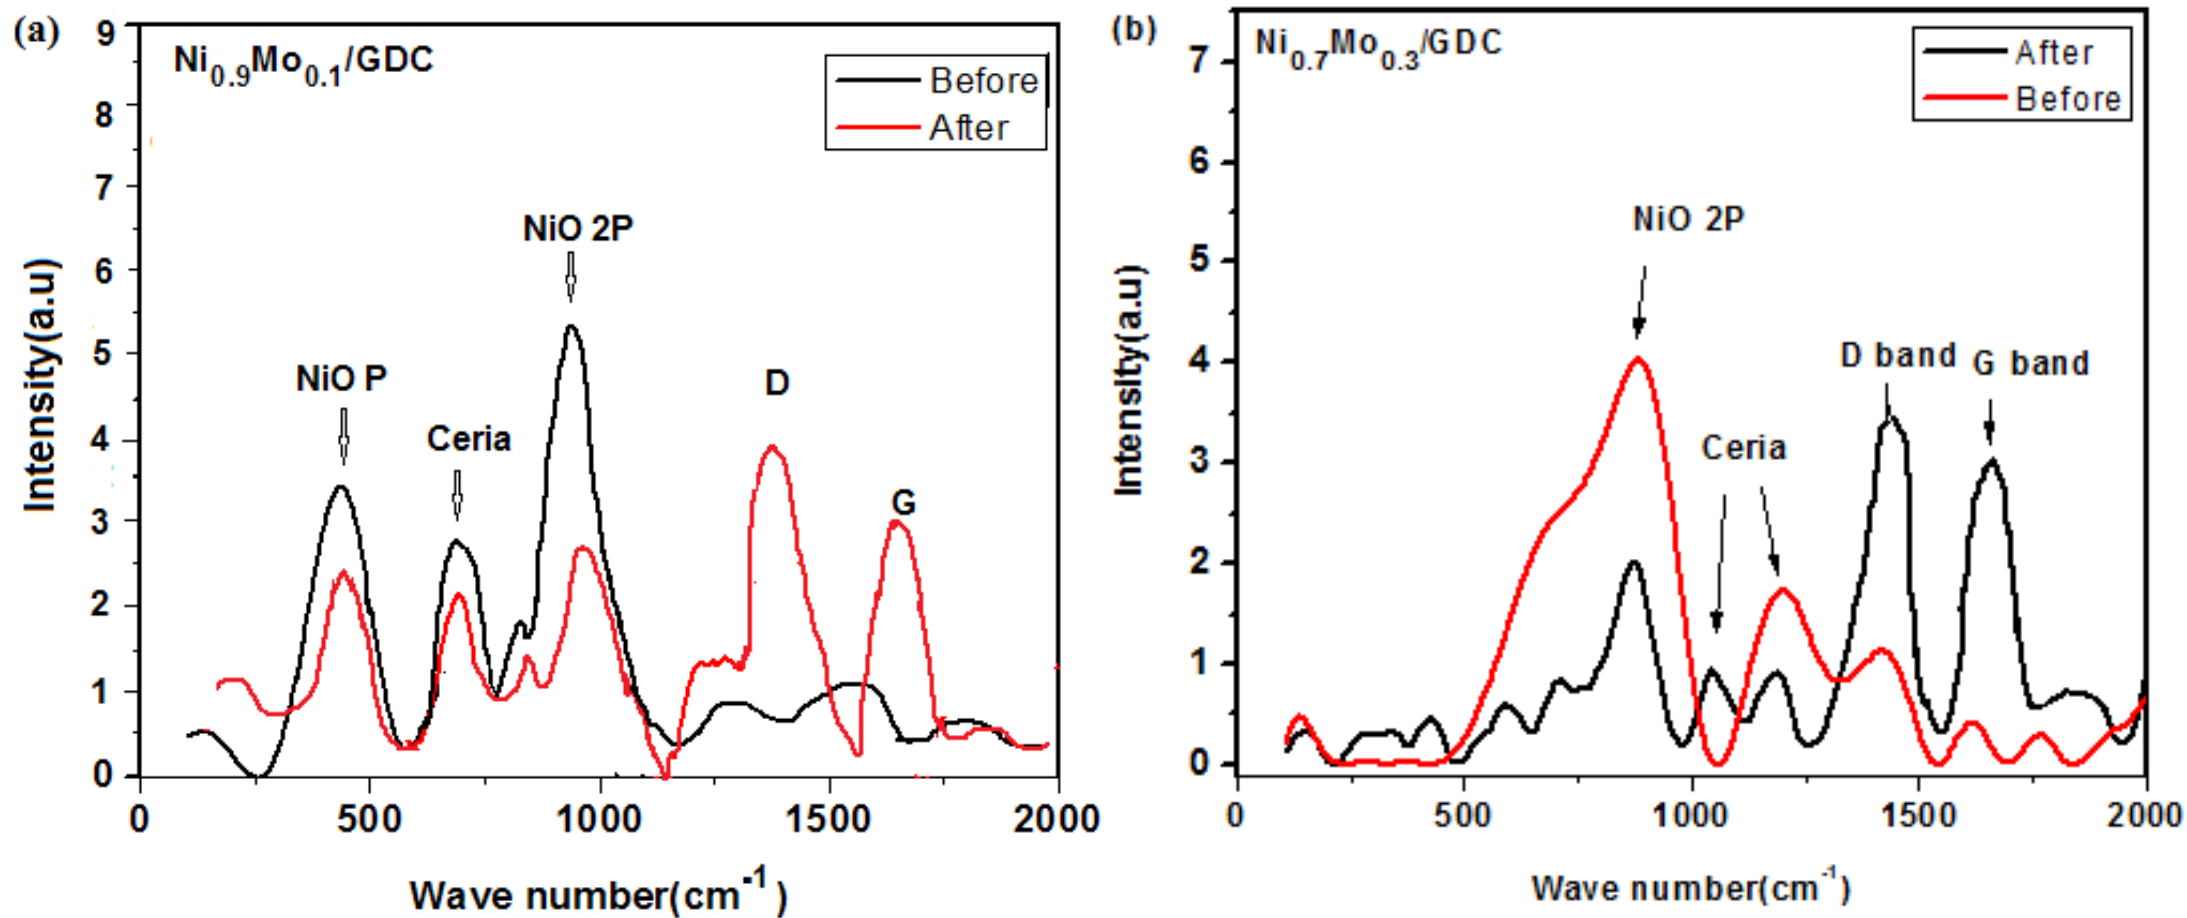 (a)
Ni0.9Mo0.1/GDC
Before
After
NiO P
Ceria
NiO 2P
D
G
Intensity(a.u)
9
8
7
6
5
4
3
2
1
0
0 500 1000 1500 2000
Wave number(cm-1)
(b)
Ni0.7Mo0.3/GDC
After
Before
NiO 2P
Ceria
D band
G band
Intensity(a.u)
7
6
5
4
3
2
1
0
0 500 1000 1500 2000
Wave number(cm-1)